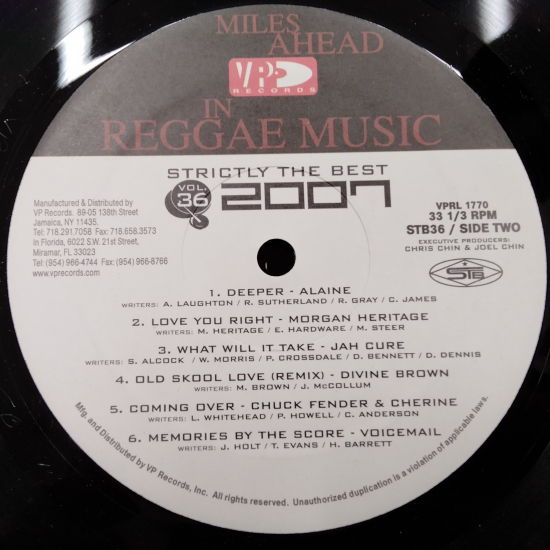 MILES
AHEAD
VP
RECORDS
IN
REGGAE MUSIC
STRICTLY THE BEST
VOL. 36
2007
Manufactured & Distributed by
VP Records. 89-05 138th Street
Jamaica, NY 11435.
Tel: 718.291.7058 Fax: 718.658.3573
In Florida, 6022 S.W. 21st Street,
Miramar, FL 33023
Tel: (954) 966-4744 Fax: (954) 966-8766
www.vprecords.com
VPRL 1770
33 1/3 RPM
STB36 / SIDE TWO
EXECUTIVE PRODUCERS:
CHRIS CHIN & JOEL CHIN
STB
1. DEEPER - ALAINE
WRITERS: A. LAUGHTON / R. SUTHERLAND / R. GRAY / C. JAMES
2. LOVE YOU RIGHT - MORGAN HERITAGE
WRITERS: M. HERITAGE / E. HARDWARE / M. STEER
3. WHAT WILL IT TAKE - JAH CURE
WRITERS: S. ALCOCK / W. MORRIS / P. CROSSDALE / D. BENNETT / D. DENNIS
4. OLD SKOOL LOVE (REMIX) - DIVINE BROWN
WRITERS: M. BROWN / J. McCOLLUM
5. COMING OVER - CHUCK FENDER & CHERINE
WRITERS: L. WHITEHEAD / P. HOWELL / C. ANDERSON
6. MEMORIES BY THE SCORE - VOICEMAIL
WRITERS: J. HOLT / T. EVANS / H. BARRETT
Mfg. and Distributed by VP Records, Inc. All rights reserved. Unauthorized duplication is a violation of applicable laws.